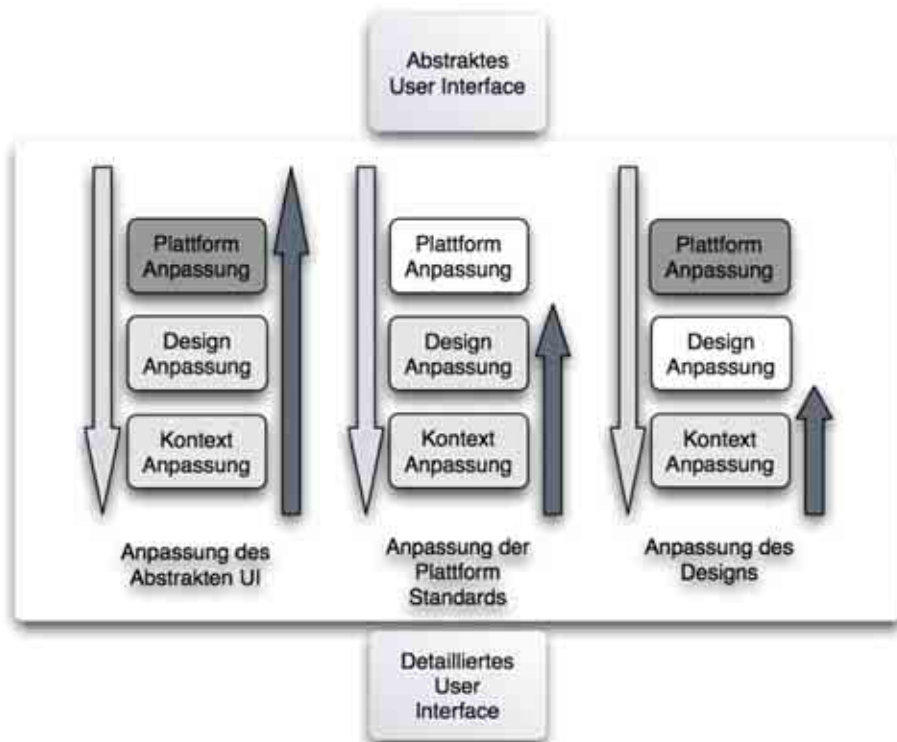 Abstraktes
User Interface
Plattform
Anpassung
Design
Anpassung
Kontext
Anpassung
Anpassung des
Abstrakten UI
Plattform
Anpassung
Design
Anpassung
Kontext
Anpassung
Anpassung der
Plattform
Standards
Plattform
Anpassung
Design
Anpassung
Kontext
Anpassung
Anpassung des
Designs
Detailliertes
User
Interface